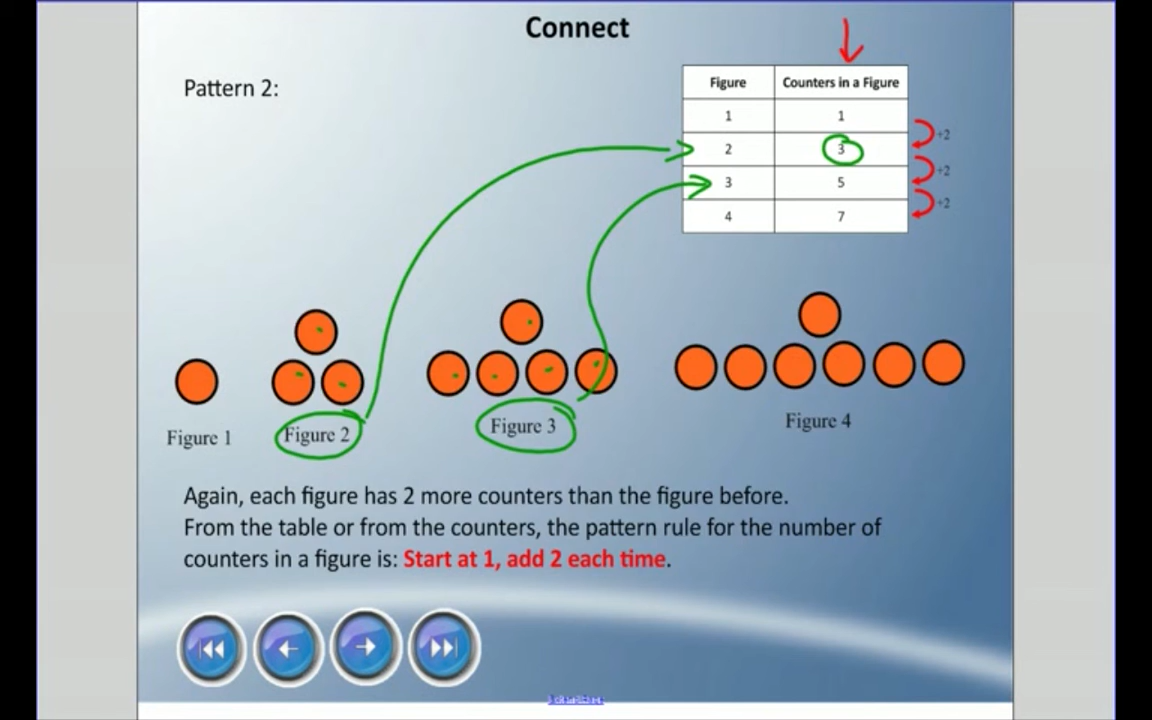 Connect
Pattern 2:
Figure Counters in a Figure
1 1
2 3
3 5
4 7
+2
+2
+2
Figure 1
Figure 2
Figure 3
Figure 4
Again, each figure has 2 more counters than the figure before.
From the table or from the counters, the pattern rule for the number of
counters in a figure is: Start at 1, add 2 each time.